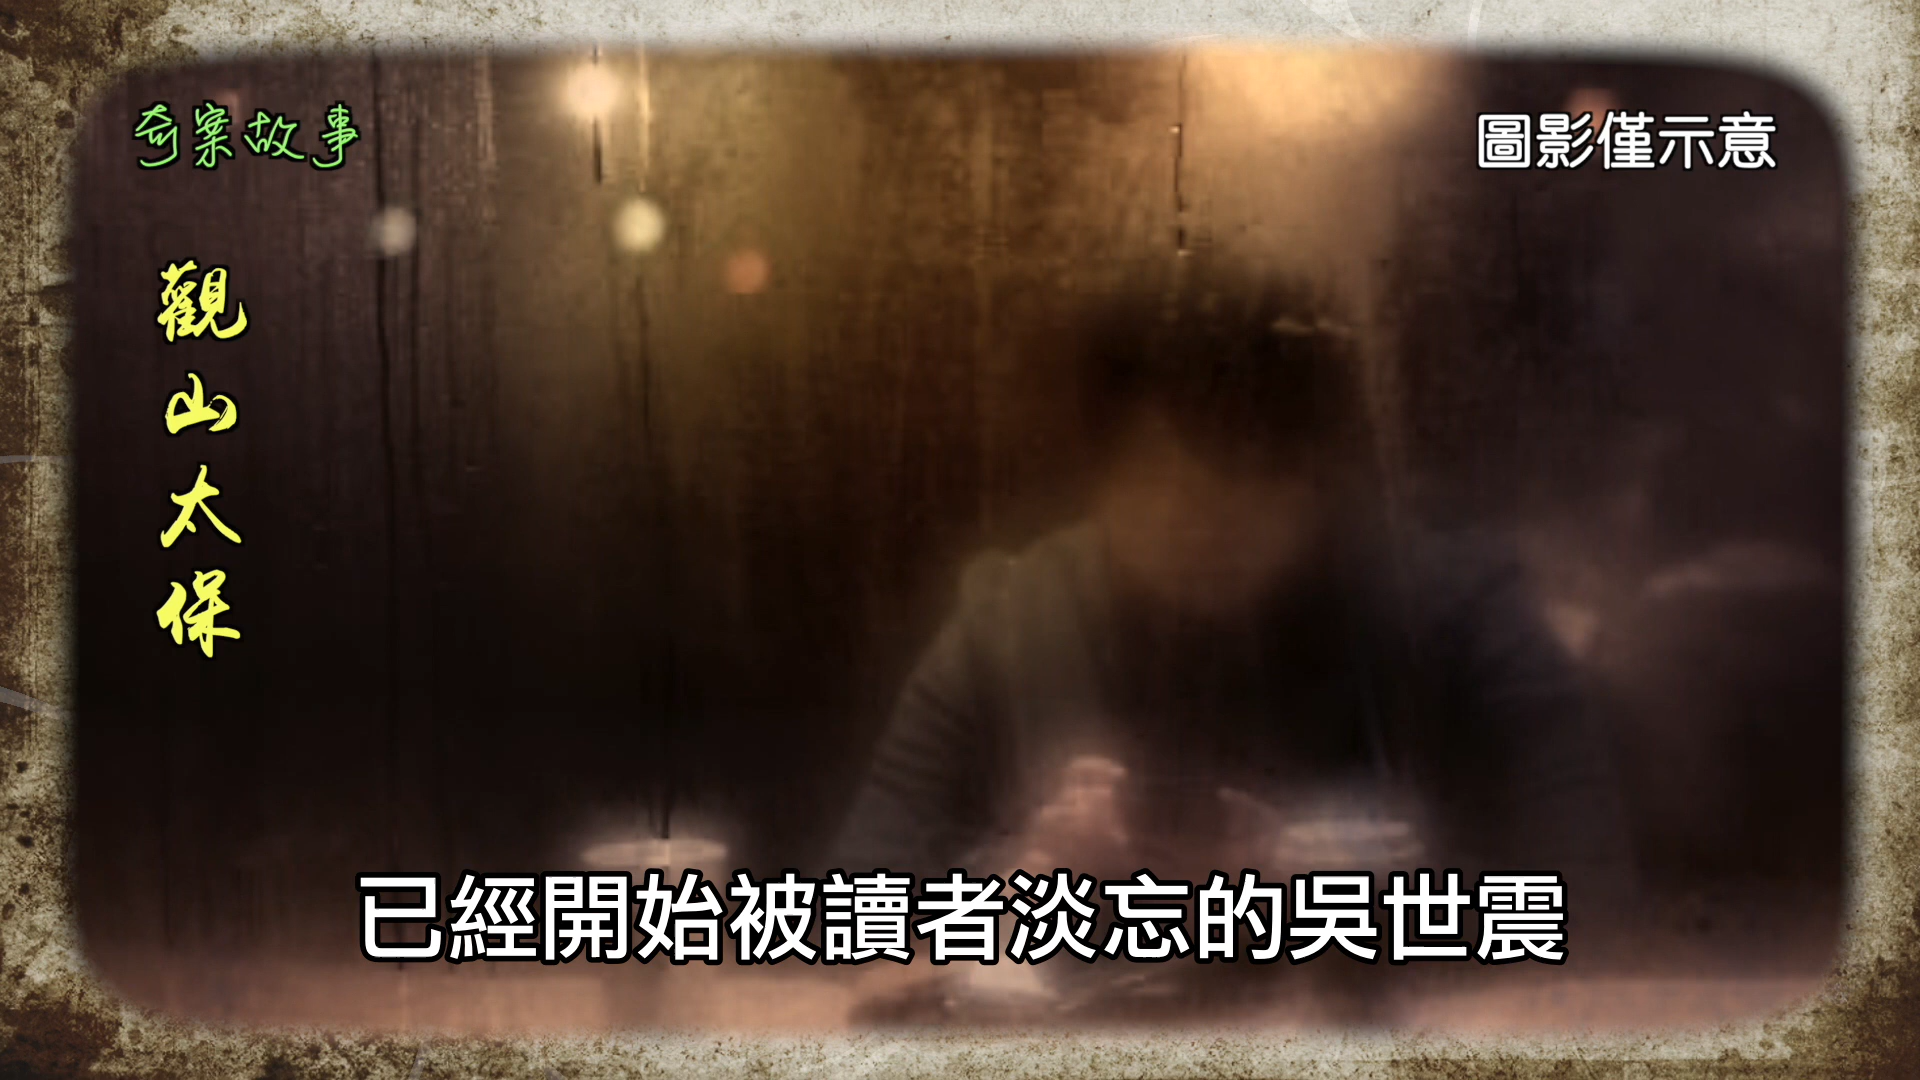 奇案故事
圖影僅示意
觀山太保
已經開始被讀者淡忘的吳世震